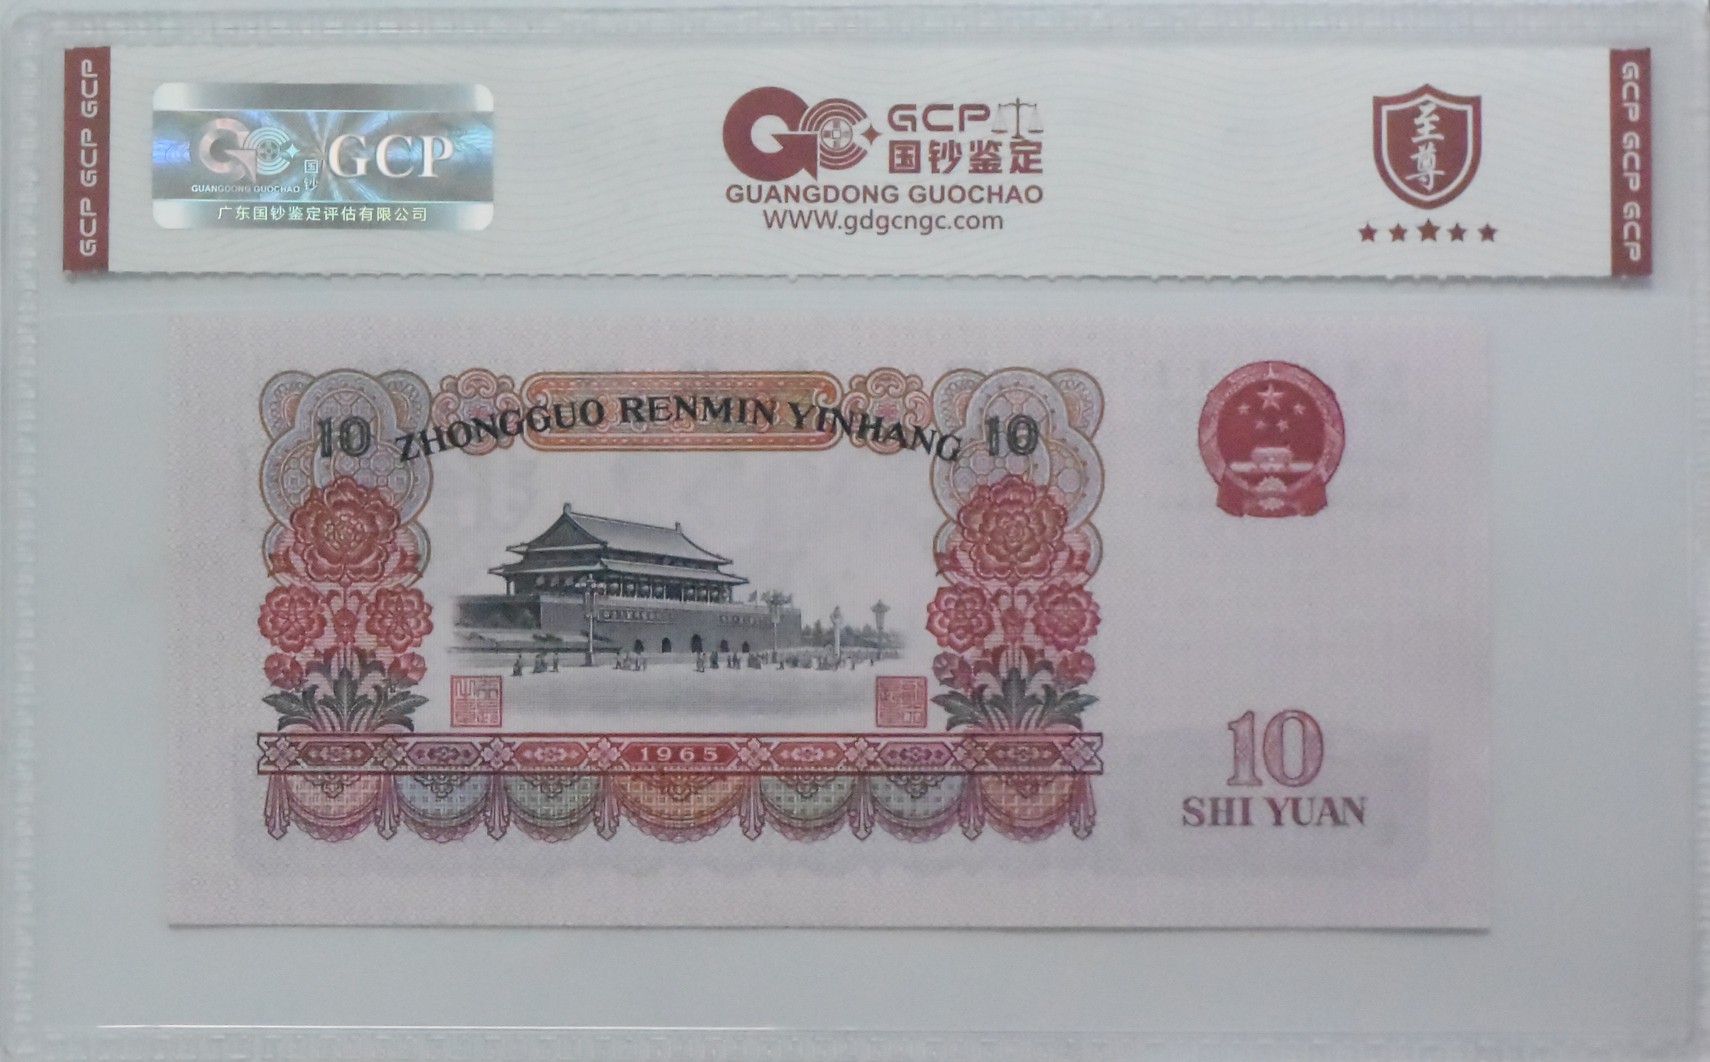 GCP GCP GCP
GCP
国钞
GUANGDONG GUOCHAO
广东国钞鉴定评估有限公司
GCP
国钞鉴定
GUANGDONG GUOCHAO
WWW.gdgcngc.com
至尊
GCP GCP GCP
10 ZHONGGUO RENMIN YINHANG 10
1965
10
SHI YUAN